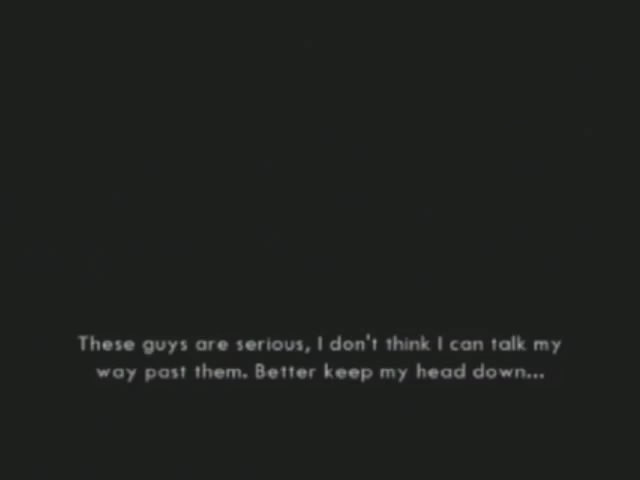 These guys are serious, I don't think I can talk my
way past them. Better keep my head down...